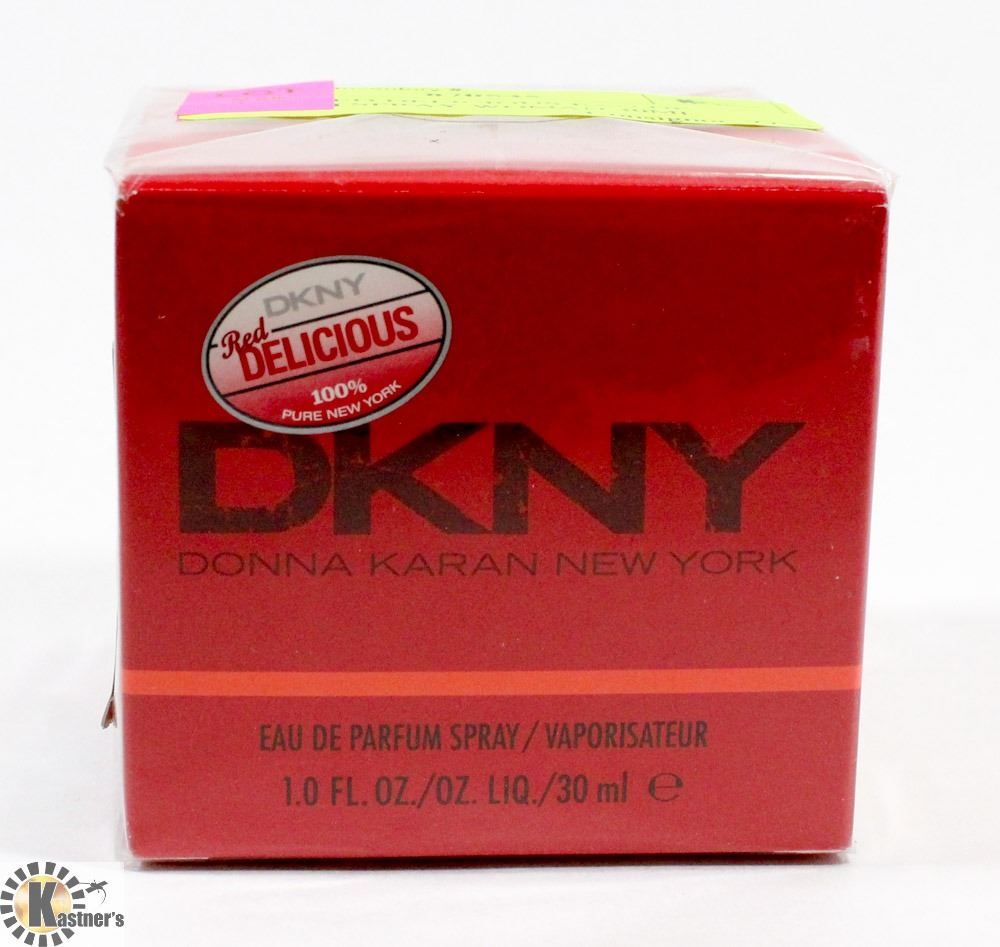 LOT
DKNY
Red
DELICIOUS
100%
PURE NEW YORK
DKNY
DONNA KARAN NEW YORK
EAU DE PARFUM SPRAY/VAPORISATEUR
1.0 FL. OZ./OZ. LIQ./30 ml e
Kastner's